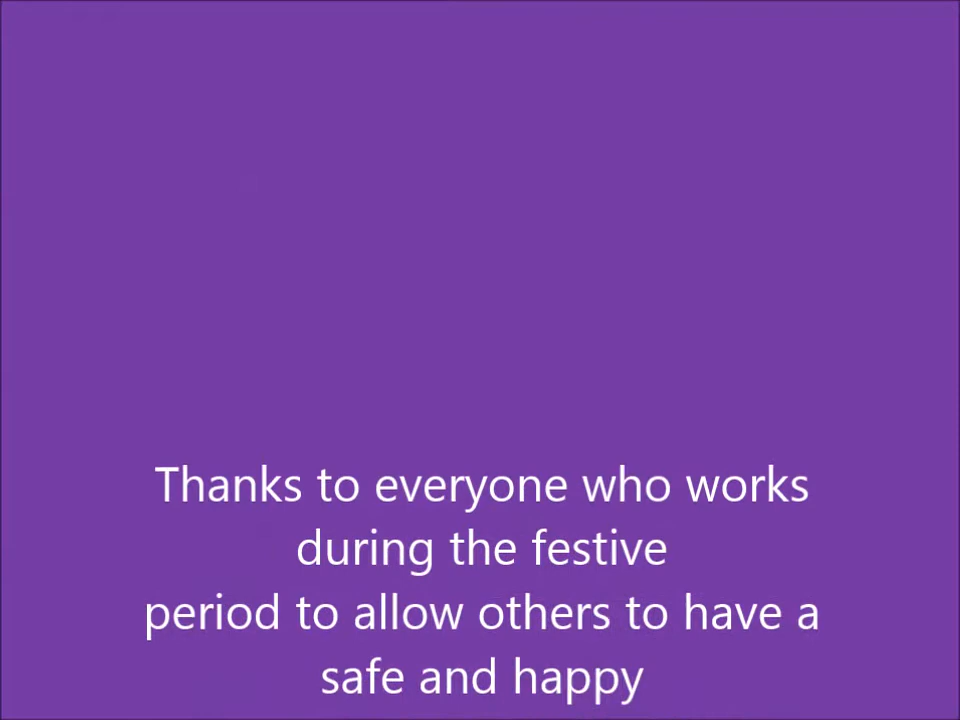 Thanks to everyone who works
during the festive
period to allow others to have a
safe and happy